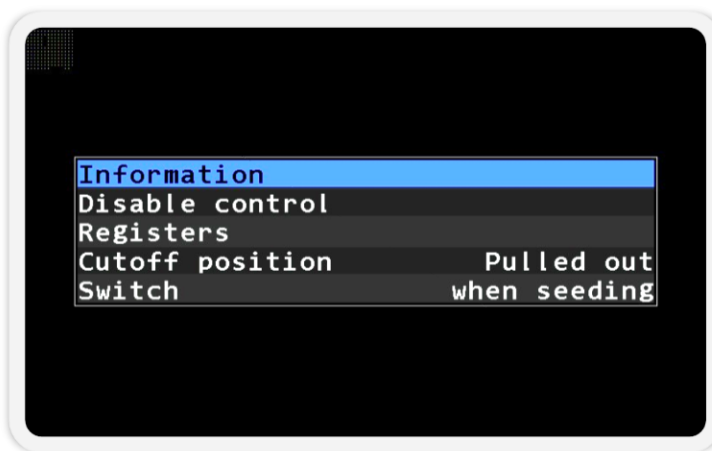 Information
Disable control
Registers
Cutoff position Pulled out
Switch when seeding